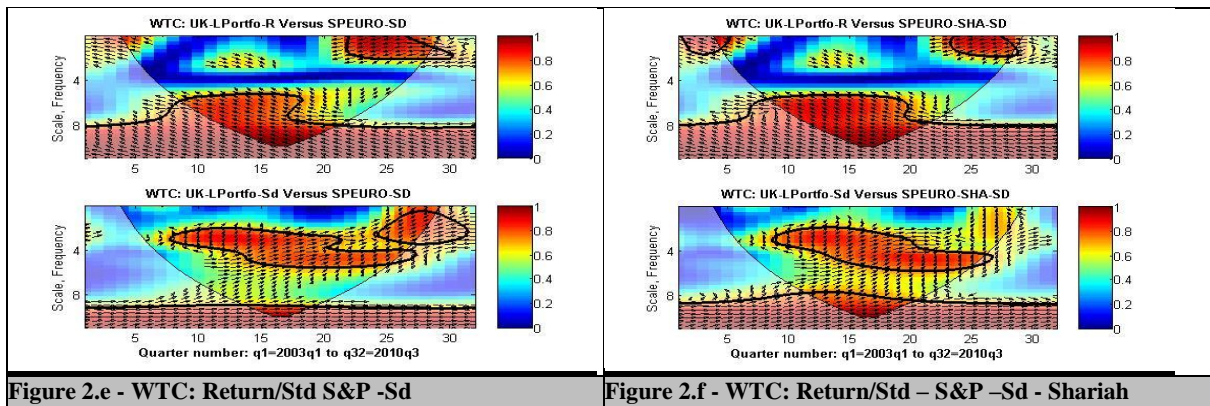 WTC: UK-LPortfo-R Versus SPEURO-SD
Scale, Frequency
4
8
5 10 15 20 25 30
1
0.8
0.6
0.4
0.2
0
WTC: UK-LPortfo-Sd Versus SPEURO-SD
Scale, Frequency
4
8
5 10 15 20 25 30
1
0.8
0.6
0.4
0.2
0
Quarter number: q1=2003q1 to q32=2010q3
Figure 2.e - WTC: Return/Std S&P -Sd
WTC: UK-LPortfo-R Versus SPEURO-SHA-SD
Scale, Frequency
4
8
5 10 15 20 25 30
1
0.8
0.6
0.4
0.2
0
WTC: UK-LPortfo-Sd Versus SPEURO-SHA-SD
Scale, Frequency
4
8
5 10 15 20 25 30
1
0.8
0.6
0.4
0.2
0
Quarter number: q1=2003q1 to q32=2010q3
Figure 2.f - WTC: Return/Std – S&P –Sd - Shariah